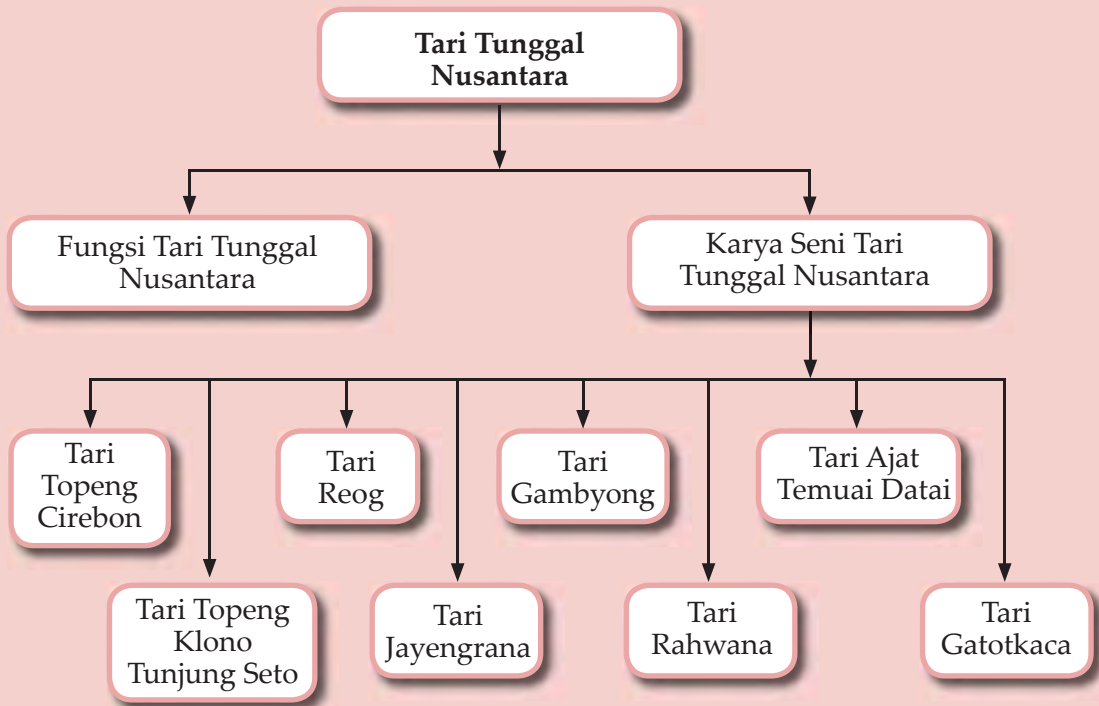 Tari Tunggal
Nusantara
Fungsi Tari Tunggal
Nusantara
Karya Seni Tari
Tunggal Nusantara
Tari
Topeng
Cirebon
Tari
Reog
Tari
Gambyong
Tari Ajat
Temuai Datai
Tari Topeng
Klono
Tunjung Seto
Tari
Jayengrana
Tari
Rahwana
Tari
Gatotkaca